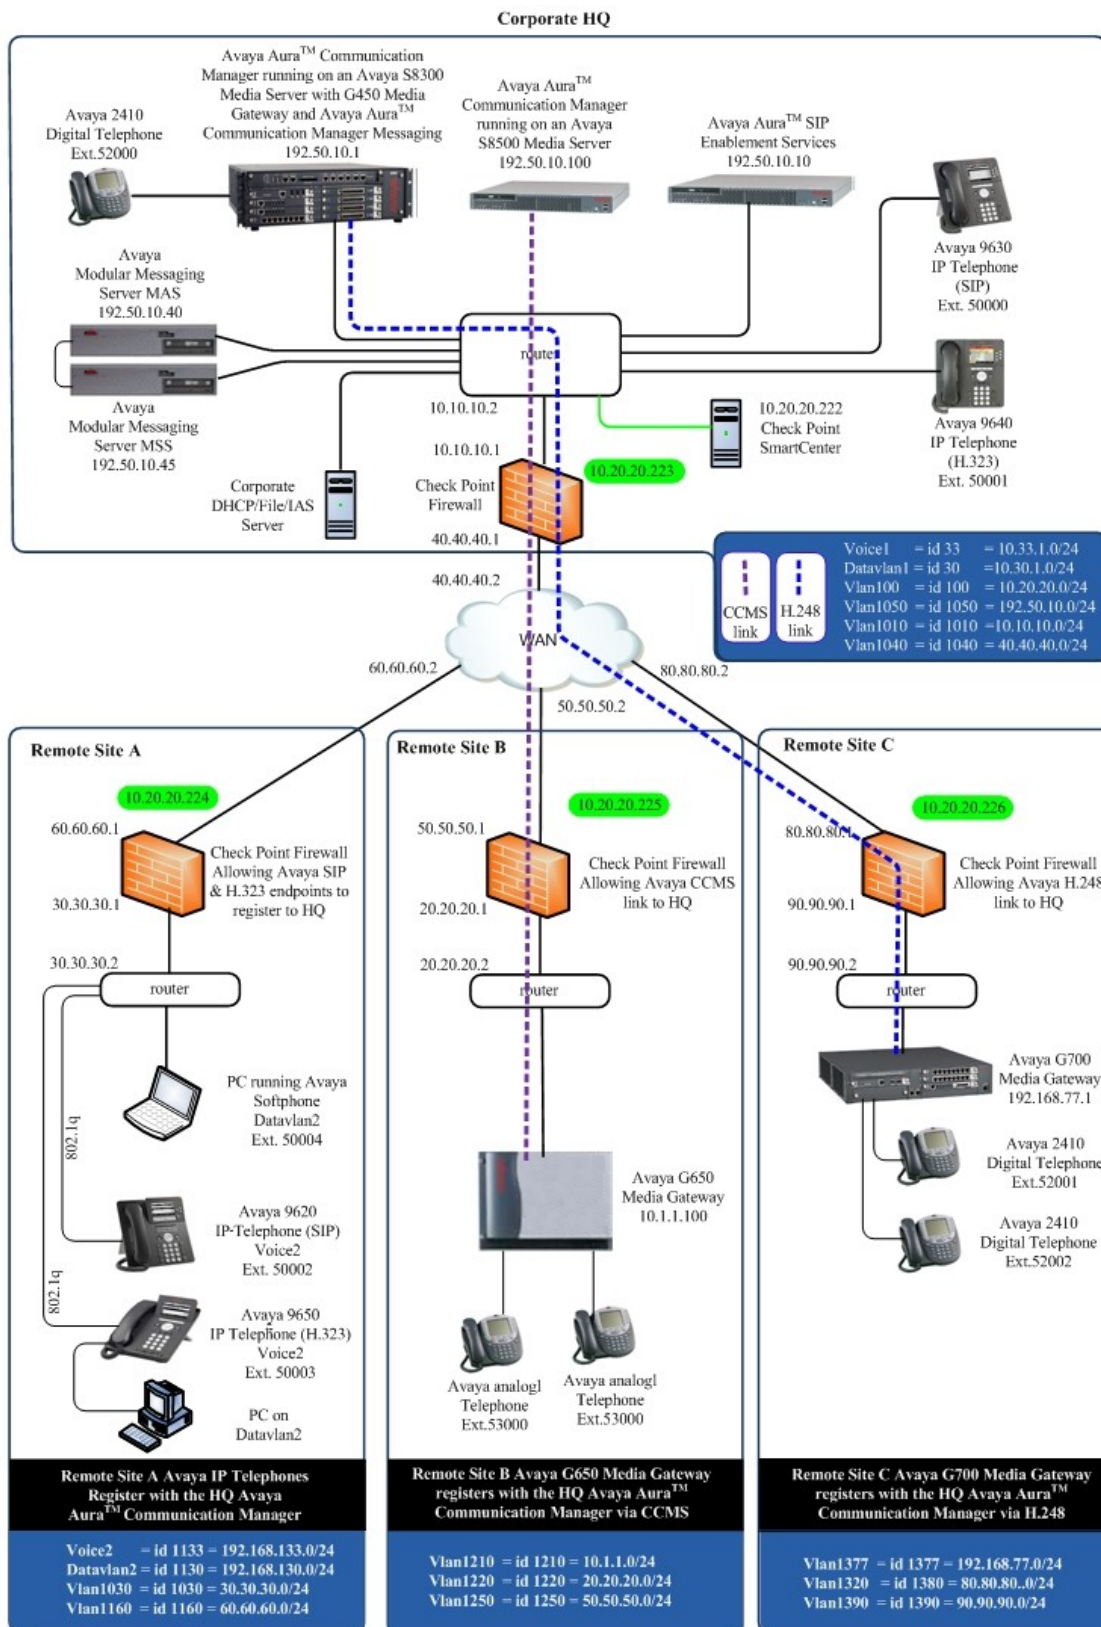 Corporate HQ
Avaya Aura™ Communication
Manager running on an Avaya S8300
Media Server with G450 Media
Gateway and Avaya Aura™
Communication Manager Messaging
192.50.10.1
Avaya 2410
Digital Telephone
Ext.52000
Avaya Aura™
Communication Manager
running on an Avaya
S8500 Media Server
192.50.10.100
Avaya Aura™ SIP
Enablement Services
192.50.10.10
Avaya 9630
IP Telephone
(SIP)
Ext. 50000
Avaya
Modular Messaging
Server MAS
192.50.10.40
Avaya
Modular Messaging
Server MSS
192.50.10.45
router
10.10.10.2
10.20.20.222
Check Point
SmartCenter
Avaya 9640
IP Telephone
(H.323)
Ext. 50001
10.10.10.1
10.20.20.223
Check Point
Firewall
Corporate
DHCP/File/IAS
Server
40.40.40.1
40.40.40.2
CCMS
link
H.248
link
Voice1 = id 33 = 10.33.1.0/24
Datavlan1 = id 30 =10.30.1.0/24
Vlan100 = id 100 = 10.20.20.0/24
Vlan1050 = id 1050 = 192.50.10.0/24
Vlan1010 = id 1010 =10.10.10.0/24
Vlan1040 = id 1040 = 40.40.40.0/24
WAN
60.60.60.2
50.50.50.2
80.80.80.2
Remote Site A
10.20.20.224
60.60.60.1
Check Point Firewall
Allowing Avaya SIP
& H.323 endpoints to
register to HQ
30.30.30.1
30.30.30.2
router
802.1q
802.1q
PC running Avaya
Softphone
Datavlan2
Ext. 50004
Avaya 9620
IP-Telephone (SIP)
Voice2
Ext. 50002
Avaya 9650
IP Telephone (H.323)
Voice2
Ext. 50003
PC on
Datavlan2
Remote Site A Avaya IP Telephones
Register with the HQ Avaya
Aura™ Communication Manager
Voice2 = id 1133 = 192.168.133.0/24
Datavlan2 = id 1130 = 192.168.130.0/24
Vlan1030 = id 1030 = 30.30.30.0/24
Vlan1160 = id 1160 = 60.60.60.0/24
Remote Site B
10.20.20.225
50.50.50.1
Check Point Firewall
Allowing Avaya CCMS
link to HQ
20.20.20.1
20.20.20.2
router
Avaya G650
Media Gateway
10.1.1.100
Avaya analogl
Telephone
Ext.53000
Avaya analogl
Telephone
Ext.53000
Remote Site B Avaya G650 Media Gateway
registers with the HQ Avaya Aura™
Communication Manager via CCMS
Vlan1210 = id 1210 = 10.1.1.0/24
Vlan1220 = id 1220 = 20.20.20.0/24
Vlan1250 = id 1250 = 50.50.50.0/24
Remote Site C
10.20.20.226
80.80.80.1
Check Point Firewall
Allowing Avaya H.248
link to HQ
90.90.90.1
90.90.90.2
router
Avaya G700
Media Gateway
192.168.77.1
Avaya 2410
Digital Telephone
Ext.52001
Avaya 2410
Digital Telephone
Ext.52002
Remote Site C Avaya G700 Media Gateway
registers with the HQ Avaya Aura™
Communication Manager via H.248
Vlan1377 = id 1377 = 192.168.77.0/24
Vlan1320 = id 1380 = 80.80.80..0/24
Vlan1390 = id 1390 = 90.90.90.0/24